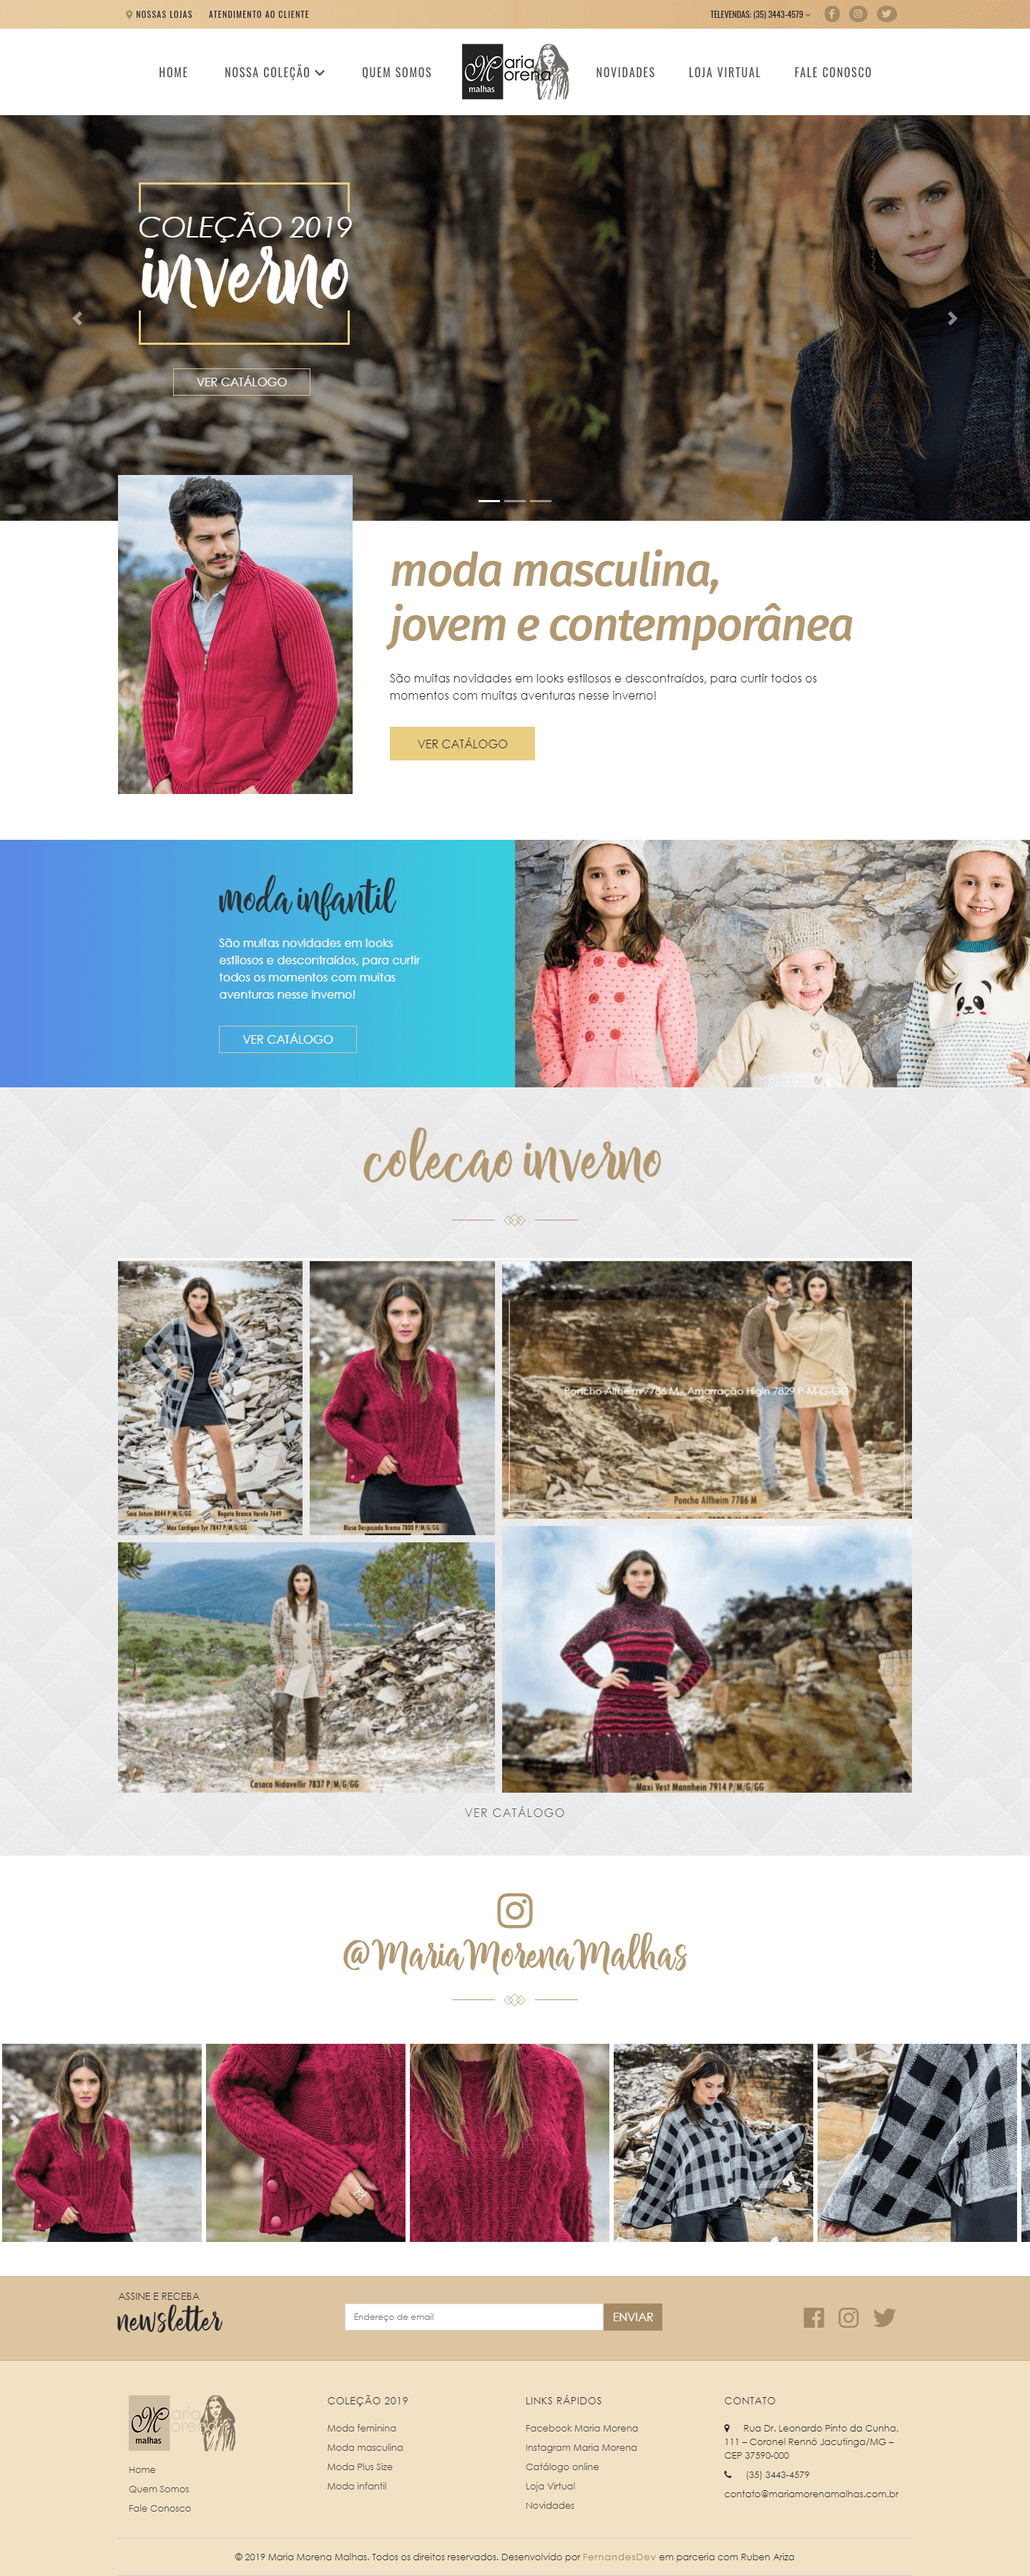 NOSSAS LOJAS ATENDIMENTO AO CLIENTE TELEVENDAS: (35) 3443-4579
HOME NOSSA COLEÇÃO QUEM SOMOS Maria Morena malhas NOVIDADES LOJA VIRTUAL FALE CONOSCO
COLEÇÃO 2019
inverno
VER CATÁLOGO
moda masculina,
jovem e contemporânea
São muitas novidades em looks estilosos e descontraídos, para curtir todos os
momentos com muitas aventuras nesse inverno!
VER CATÁLOGO
moda infantil
São muitas novidades em looks
estilosos e descontraídos, para curtir
todos os momentos com muitas
aventuras nesse inverno!
VER CATÁLOGO
colecao inverno
Saia Jotum 8044 P/M/G/GG Regata Branca Varela 7649
Max Cardigan Tyr 7847 P/M/G/GG
Blusa Despojada Brema 7800 P/M/G/GG
Poncho Alfheim 7786 M - Amarração Higin 7829 P-M-G-GG
Poncho Alfheim 7786 M
Casaco Nidavellir 7837 P/M/G/GG
Maxi Vest Mannheim 7914 P/M/G/GG
VER CATÁLOGO
@MariaMorenaMalhas
ASSINE E RECEBA
newsletter
Endereço de email ENVIAR
Maria Morena malhas
Home
Quem Somos
Fale Conosco
COLEÇÃO 2019
Moda feminina
Moda masculina
Moda Plus Size
Moda infantil
LINKS RÁPIDOS
Facebook Maria Morena
Instagram Maria Morena
Catálogo online
Loja Virtual
Novidades
CONTATO
Rua Dr. Leonardo Pinto da Cunha,
111 – Coronel Rennó Jacutinga/MG –
CEP 37590-000
(35) 3443-4579
contato@mariamorenamalhas.com.br
© 2019 Maria Morena Malhas. Todos os direitos reservados. Desenvolvido por FernandesDev em parceria com Ruben Ariza